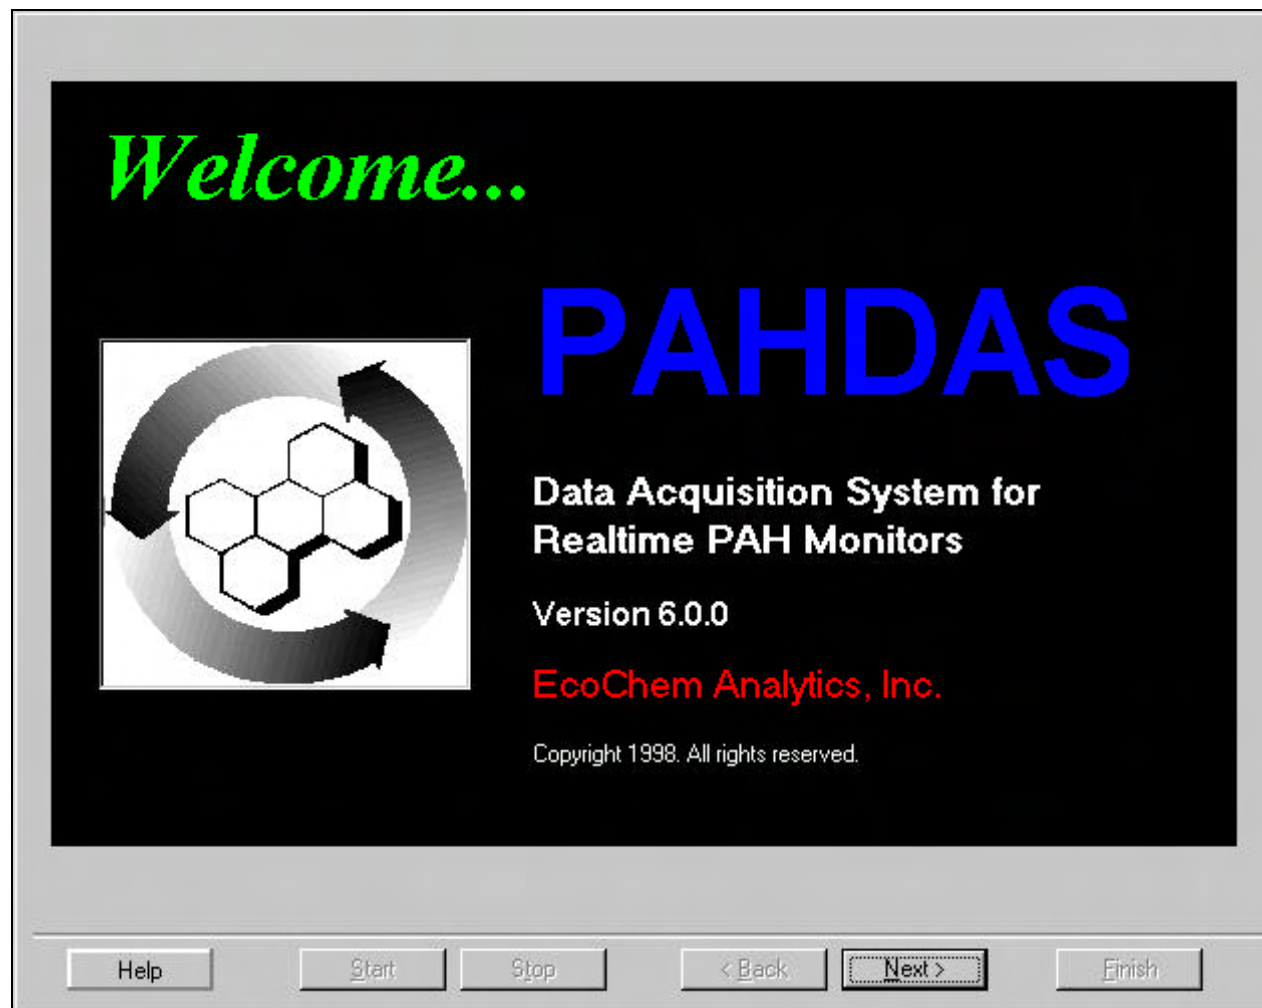 Welcome...
PAHDAS
Data Acquisition System for
Realtime PAH Monitors
Version 6.0.0
EcoChem Analytics, Inc.
Copyright 1998. All rights reserved.
Help Start Stop < Back Next > Finish